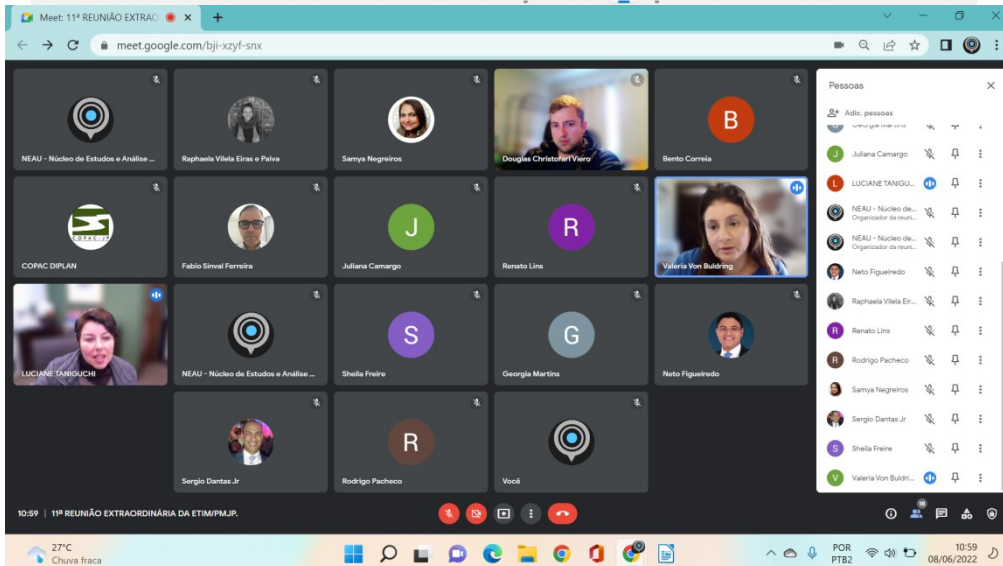 Meet: 11ª REUNIÃO EXTRAO
meet.google.com/bji-xzyf-snx
NEAU - Núcleo de Estudos e Análise ...
Raphaela Vilela Eiras e Paiva
Samya Negreiros
Douglas Christofari Viero
B
Bento Correia
COPAC-JP
COPAC DIPLAN
Fabio Sinval Ferreira
J
Juliana Camargo
R
Renato Lins
Valeria Von Buldring
LUCIANE TANIGUCHI
NEAU - Núcleo de Estudos e Análise ...
S
Sheila Freire
G
Georgia Martins
Neto Figueiredo
Sergio Dantas Jr
R
Rodrigo Pacheco
Você
Pessoas
Adic. pessoas
Georgia Martins
J Juliana Camargo
L LUCIANE TANIGU...
NEAU - Núcleo de...
Organizador da reuni...
NEAU - Núcleo de...
Organizador da reuni...
Neto Figueiredo
Raphaela Vilela Eir...
R Renato Lins
R Rodrigo Pacheco
Samya Negreiros
Sergio Dantas Jr
S Sheila Freire
V Valeria Von Buldri...
10:59 | 11ª REUNIÃO EXTRAORDINÁRIA DA ETIM/PMJP.
18
27°C
Chuva fraca
POR
PTB2
10:59
08/06/2022